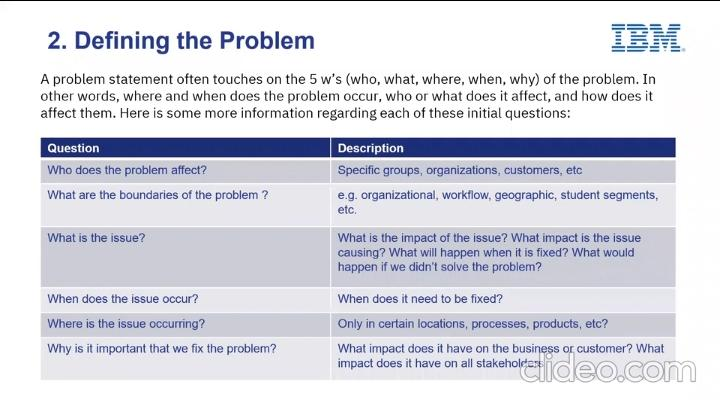 2. Defining the Problem
IBM
A problem statement often touches on the 5 w's (who, what, where, when, why) of the problem. In
other words, where and when does the problem occur, who or what does it affect, and how does it
affect them. Here is some more information regarding each of these initial questions:
Question Description
Who does the problem affect? Specific groups, organizations, customers, etc
What are the boundaries of the problem ? e.g. organizational, workflow, geographic, student segments,
etc.
What is the issue? What is the impact of the issue? What impact is the issue
causing? What will happen when it is fixed? What would
happen if we didn't solve the problem?
When does the issue occur? When does it need to be fixed?
Where is the issue occurring? Only in certain locations, processes, products, etc?
Why is it important that we fix the problem? What impact does it have on the business or customer? What
impact does it have on all stakeholders
clideo.com